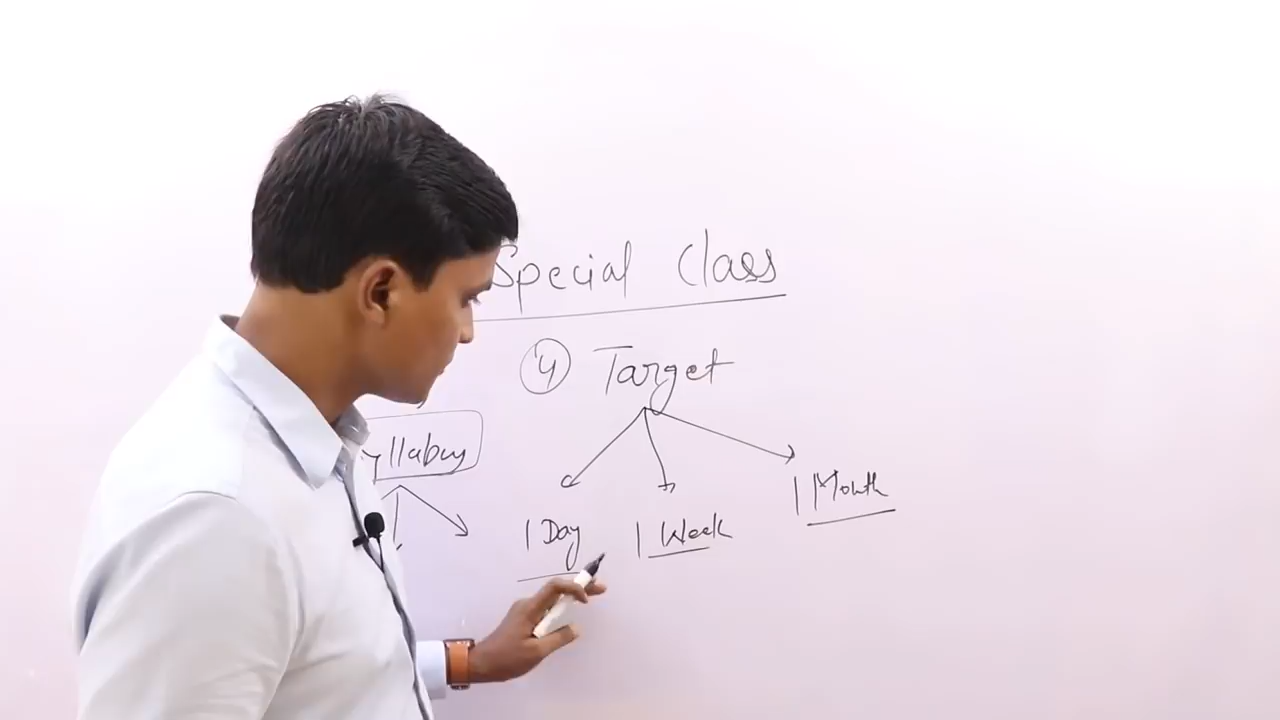 Special Class
④ Target
yllabus
1 Day 1 Week 1 Month